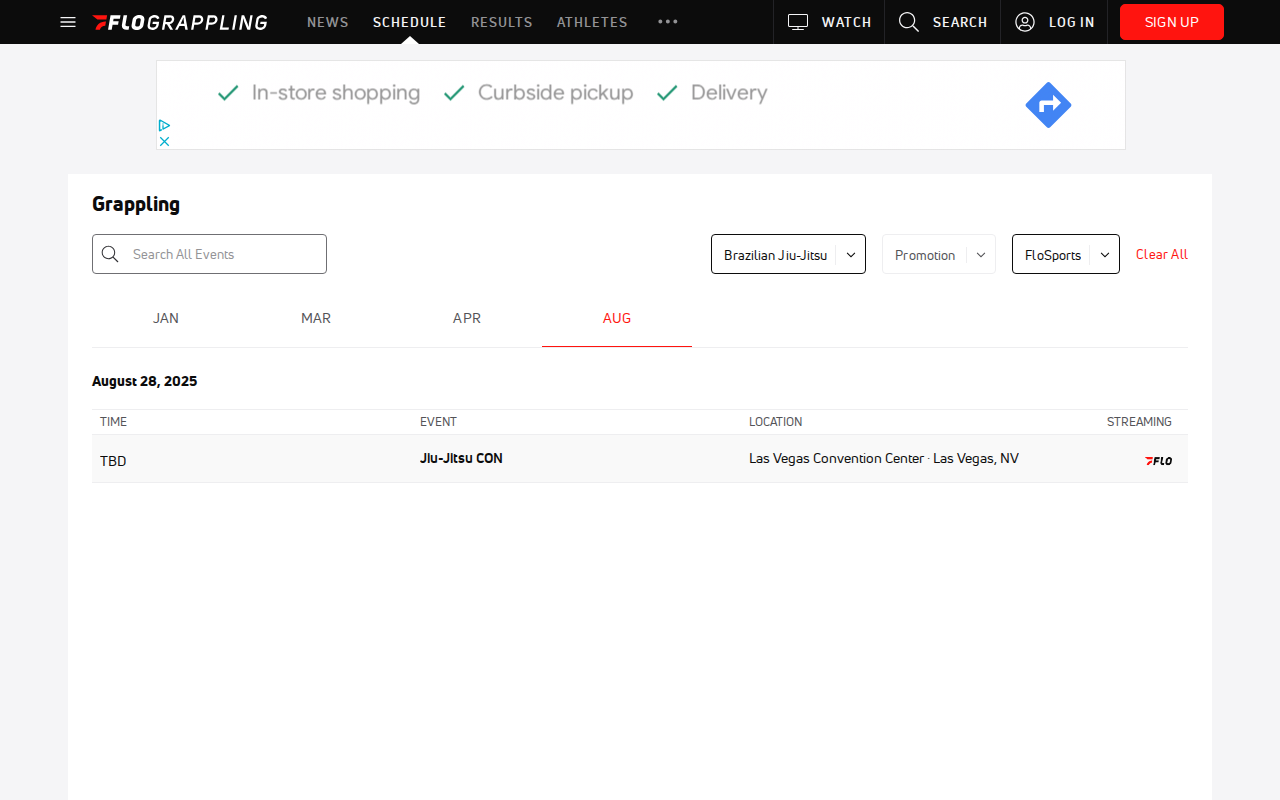 FLOGRAPPLING NEWS SCHEDULE RESULTS ATHLETES WATCH SEARCH LOG IN SIGN UP
In-store shopping Curbside pickup Delivery
Grappling
Search All Events Brazilian Jiu-Jitsu Promotion FloSports Clear All
JAN MAR APR AUG
August 28, 2025
TIME EVENT LOCATION STREAMING
TBD Jiu-Jitsu CON Las Vegas Convention Center · Las Vegas, NV FLO